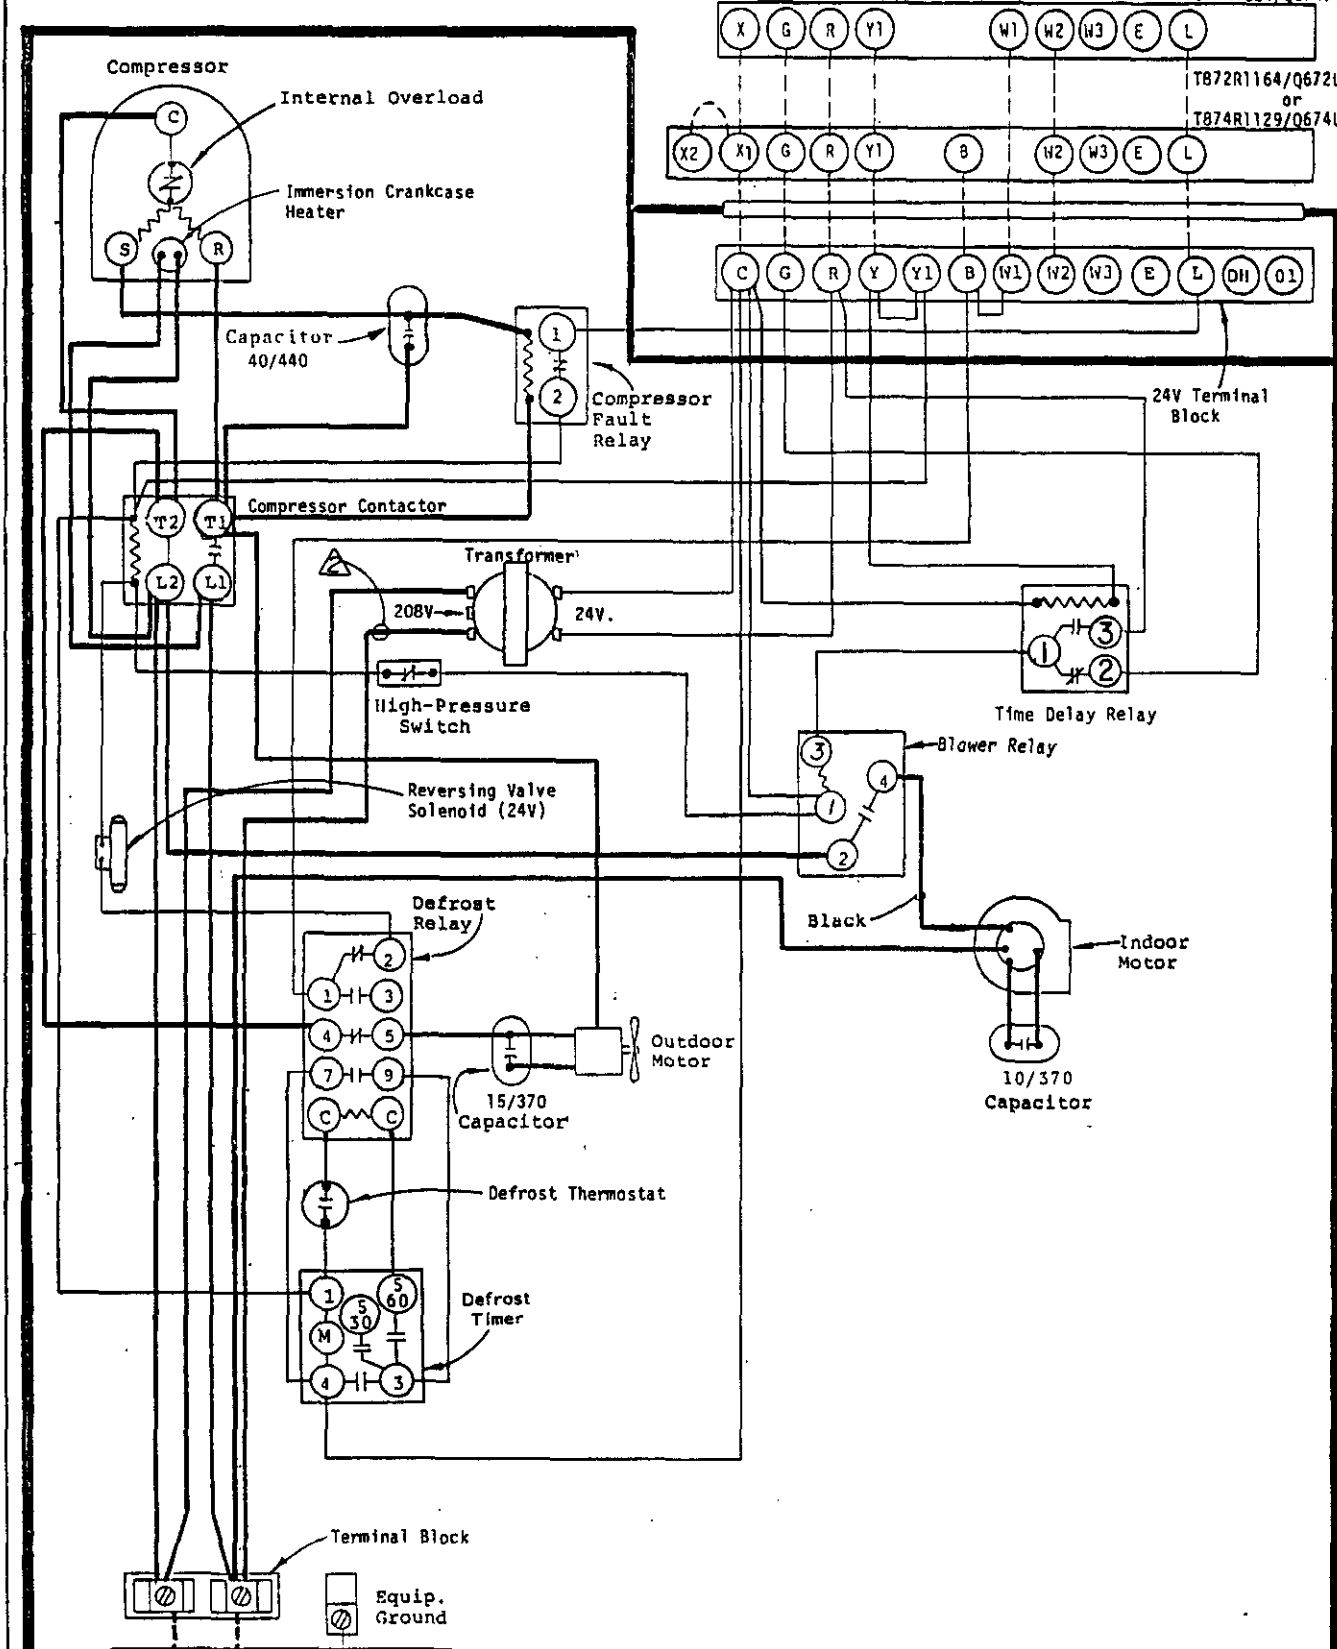 X G R Y1 W1 W2 W3 E L
T872R1164/Q672L
or
T874R1129/Q674L
X2 X1 G R Y1 B W2 W3 E L
C G R Y Y1 B W1 W2 W3 E L DH O1
Compressor
Internal Overload
C
Immersion Crankcase
Heater
S R
Capacitor
40/440
1
2
Compressor
Fault
Relay
24V Terminal
Block
Compressor Contactor
T2 T1
L2 L1
2
Transformer
208V
24V.
High-Pressure
Switch
3
1
2
Time Delay Relay
Blower Relay
3
4
1
2
Reversing Valve
Solenoid (24V)
Defrost
Relay
Black
Indoor
Motor
2
1 3
4 5
7 9
C C
Outdoor
Motor
15/370
Capacitor
10/370
Capacitor
Defrost Thermostat
1
S
60
S
30
M
4 3
Defrost
Timer
Terminal Block
Equip.
Ground